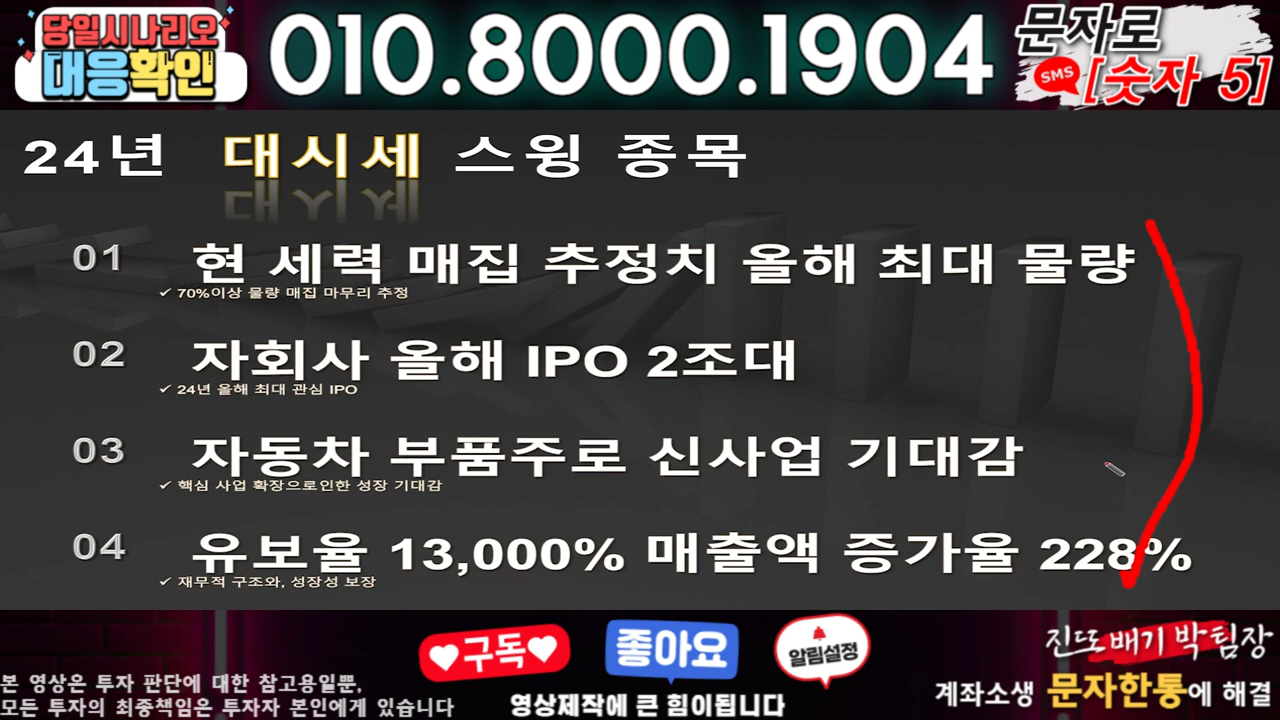 당일시나리오
대응확인
010.8000.1904
문자로
SMS [숫자 5]
24년 대시세 스윙 종목
01 현 세력 매집 추정치 올해 최대 물량
✓ 70%이상 물량 매집 마무리 추정
02 자회사 올해 IPO 2조대
✓ 24년 올해 최대 관심 IPO
03 자동차 부품주로 신사업 기대감
✓ 핵심 사업 확장으로인한 성장 기대감
04 유보율 13,000% 매출액 증가율 228%
✓ 재무적 구조와, 성장성 보장
구독
좋아요
알림설정
진또배기 박팀장
본 영상은 투자 판단에 대한 참고용일뿐,
모든 투자의 최종책임은 투자자 본인에게 있습니다
영상제작에 큰 힘이됩니다
계좌소생 문자한통에 해결